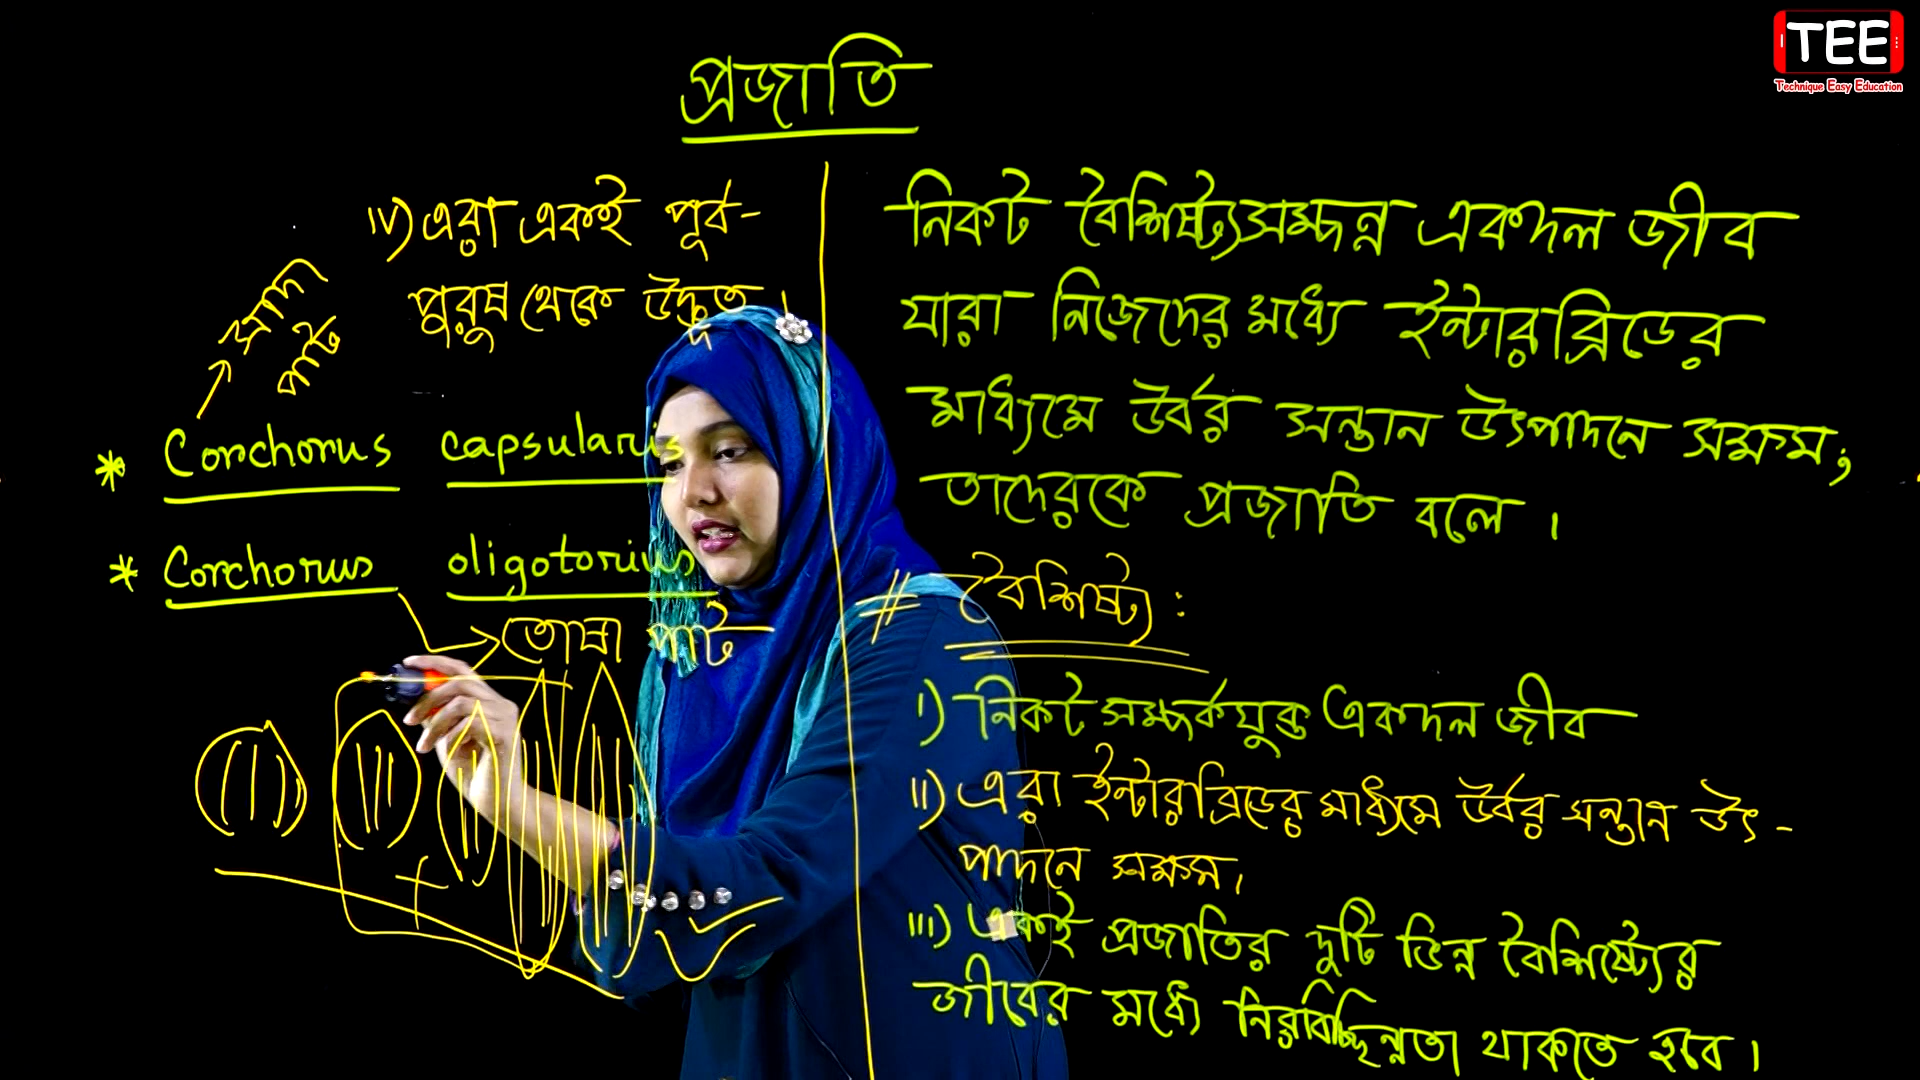 TEE
Technique Easy Education
প্রজাতি
iv) এরা একই পূর্ব-
পুরুষ থেকে উদ্ভূত।
পাট
* Corchorus capsularis
* Corchorus oligotorius
তোষা পাট
নিকট বৈশিষ্ট্যসম্পন্ন একদল জীব
যারা নিজেদের মধ্যে ইন্টারব্রিডের
মাধ্যমে উর্বর সন্তান উৎপাদনে সক্ষম,
তাদেরকে প্রজাতি বলে।
# বৈশিষ্ট্য:
i) নিকট সম্পর্কযুক্ত একদল জীব
ii) এরা ইন্টারব্রিডের মাধ্যমে উর্বর সন্তান উৎ-
পাদনে সক্ষম।
iii) একই প্রজাতির দুটি ভিন্ন বৈশিষ্ট্যের
জীবের মধ্যে নিরবিচ্ছিন্নতা থাকতে হবে।